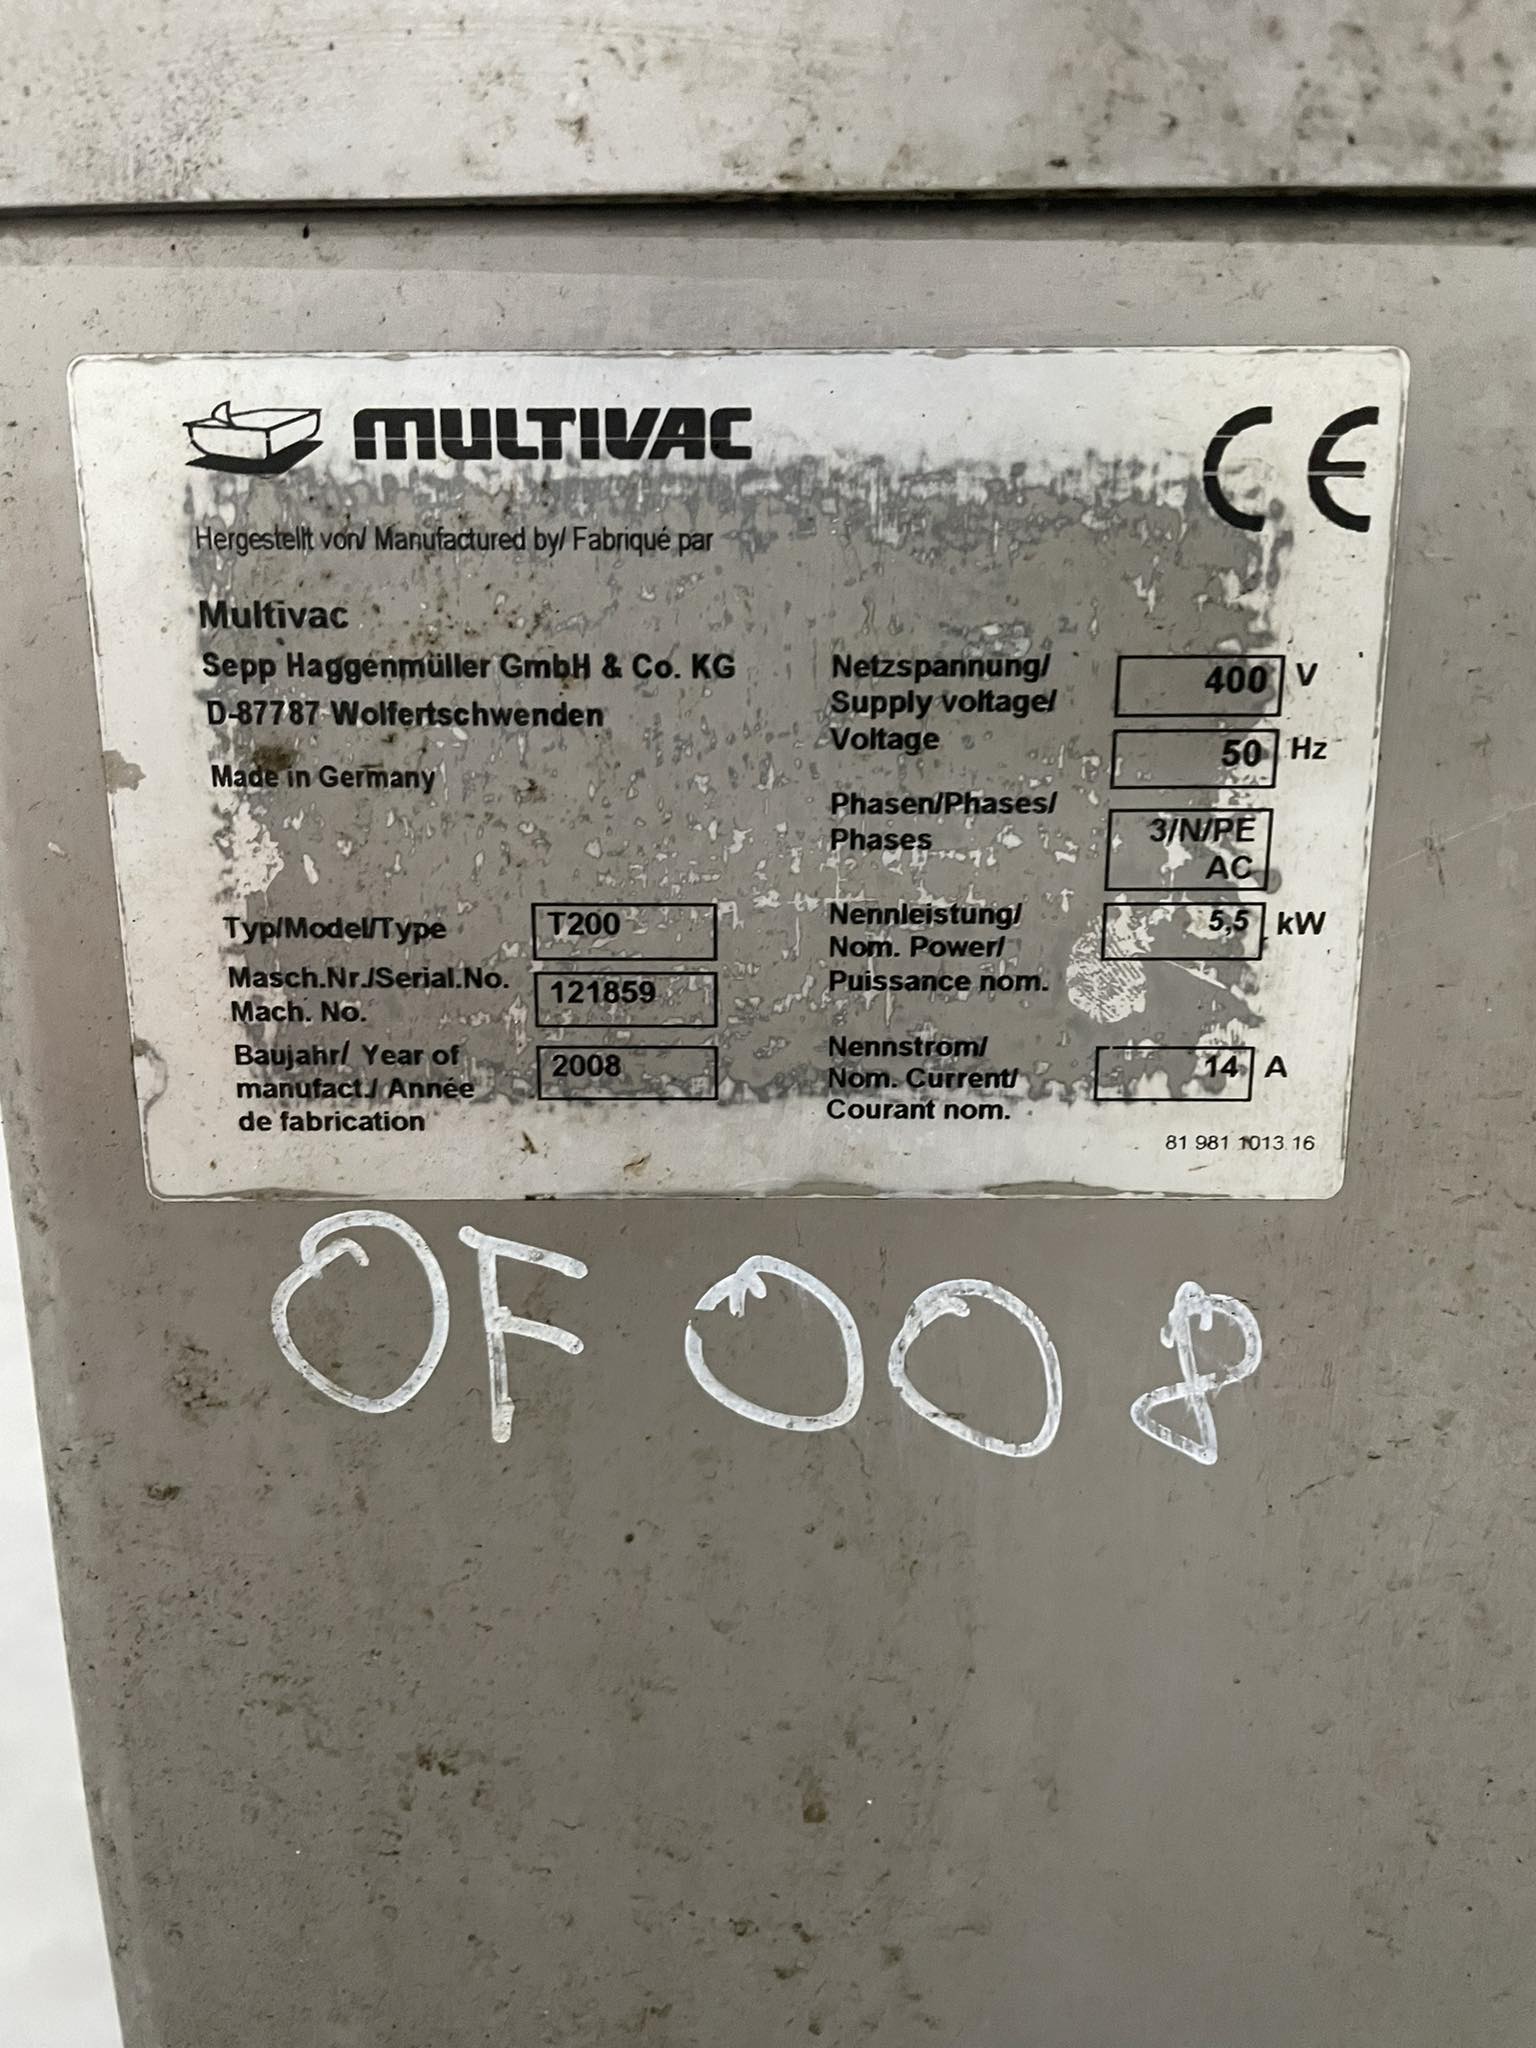 MULTIVAC
CE
Hergestellt von/ Manufactured by/ Fabriqué par
Multivac
Sepp Haggenmüller GmbH & Co. KG
D-87787 Wolfertschwenden
Made in Germany
Typ/Model/Type T200
Masch.Nr./Serial.No. 121859
Mach. No.
Baujahr/ Year of 2008
manufact./ Année
de fabrication
Netzspannung/ 400 V
Supply voltage/
Voltage 50 Hz
Phasen/Phases/ 3/N/PE
Phases AC
Nennleistung/ 5,5 kW
Nom. Power/
Puissance nom.
Nennstrom/ 14 A
Nom. Current/
Courant nom.
81 981 1013 16
OF 008